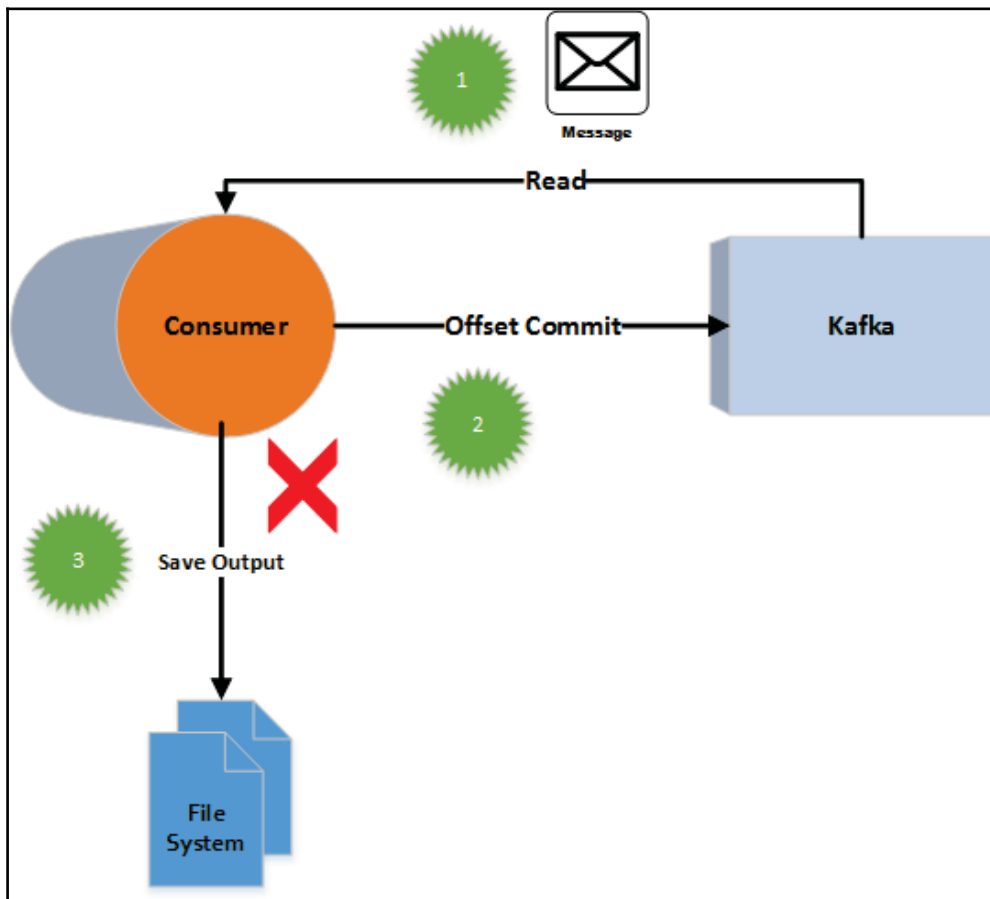 1
Message
Read
Consumer
Offset Commit
Kafka
2
3
Save Output
File
System